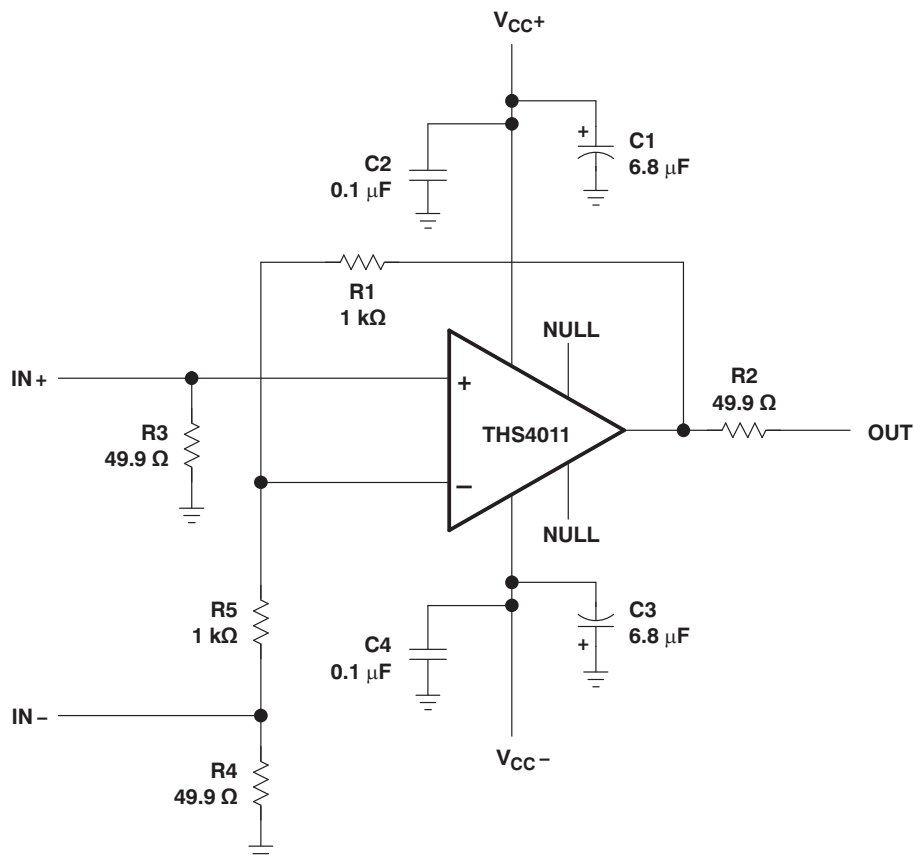 VCC+
C1
6.8 μF
C2
0.1 μF
R1
1 kΩ
NULL
IN+
+
THS4011
R2
49.9 Ω
OUT
R3
49.9 Ω
−
NULL
R5
1 kΩ
C3
6.8 μF
C4
0.1 μF
IN−
VCC−
R4
49.9 Ω
+
+